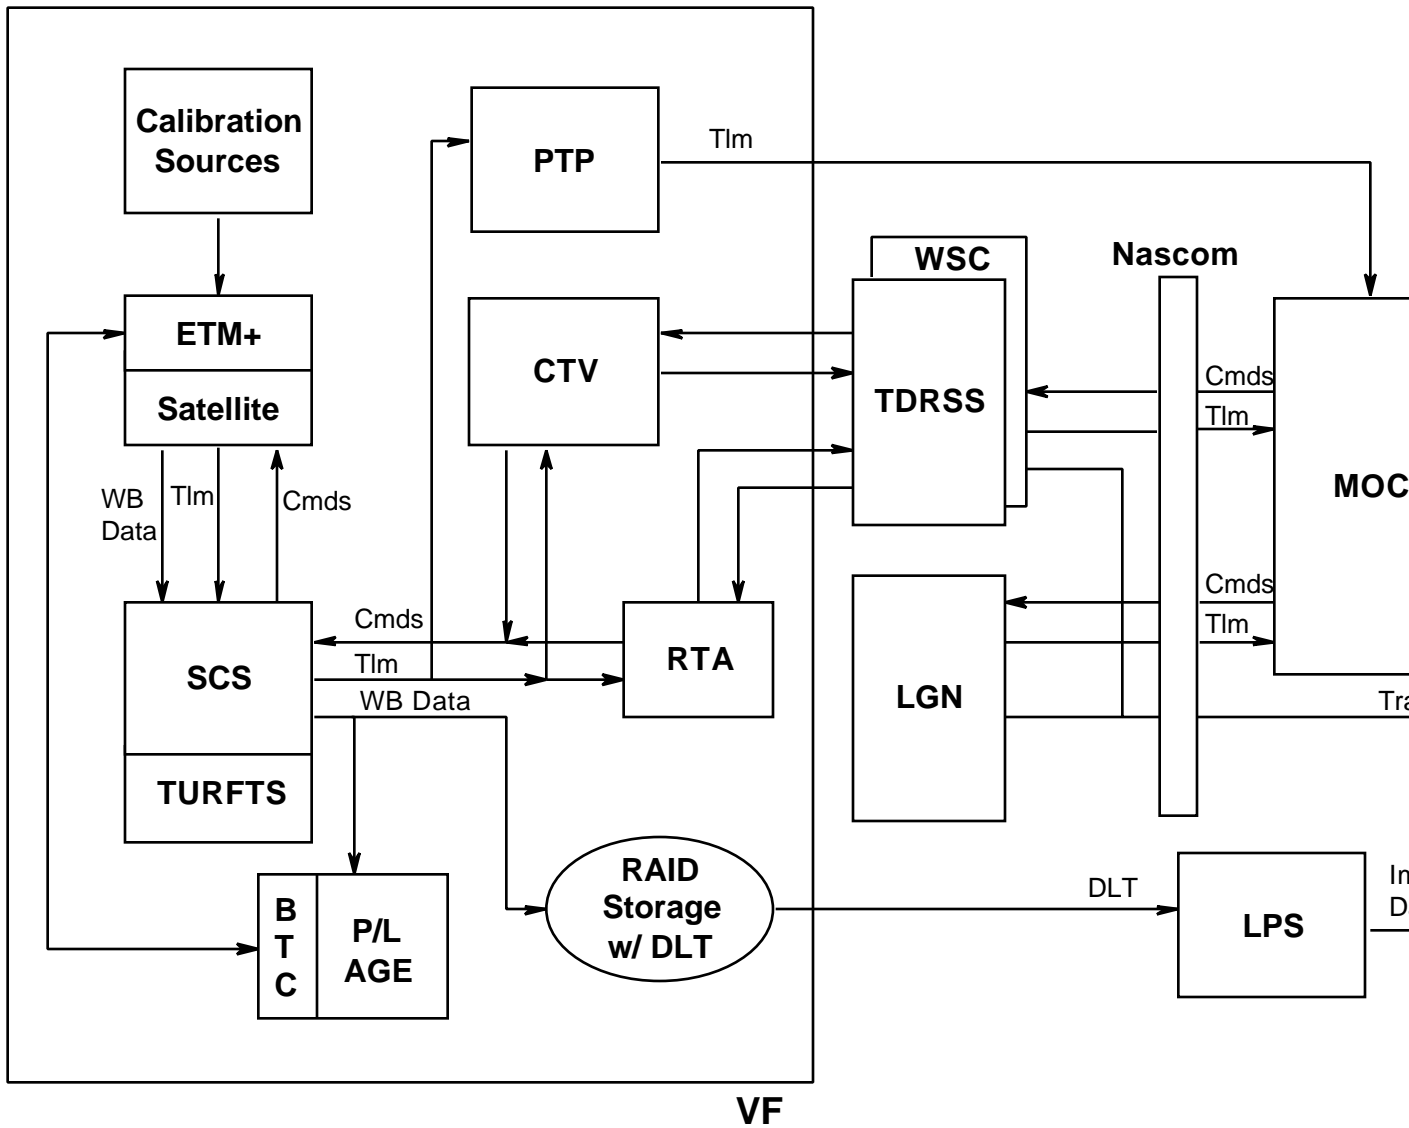 Calibration
Sources
PTP
Tlm
WSC
Nascom
ETM+
Satellite
CTV
TDRSS
Cmds
Tlm
MOC
WB
Data
Tlm
Cmds
SCS
TURFTS
Cmds
Tlm
WB Data
RTA
LGN
Cmds
Tlm
B
T
C
P/L
AGE
RAID
Storage
w/ DLT
DLT
LPS
VF